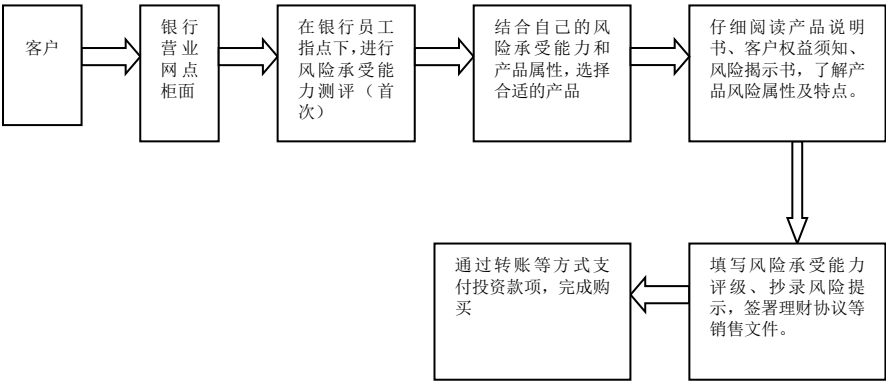 客户
银行
营业
网点
柜面
在银行员工
指点下，进行
风险承受能
力测评（首
次）
结合自己的风
险承受能力和
产品属性，选择
合适的产品
仔细阅读产品说明
书、客户权益须知、
风险揭示书，了解产
品风险属性及特点。
填写风险承受能力
评级、抄录风险提
示，签署理财协议等
销售文件。
通过转账等方式支
付投资款项，完成购
买